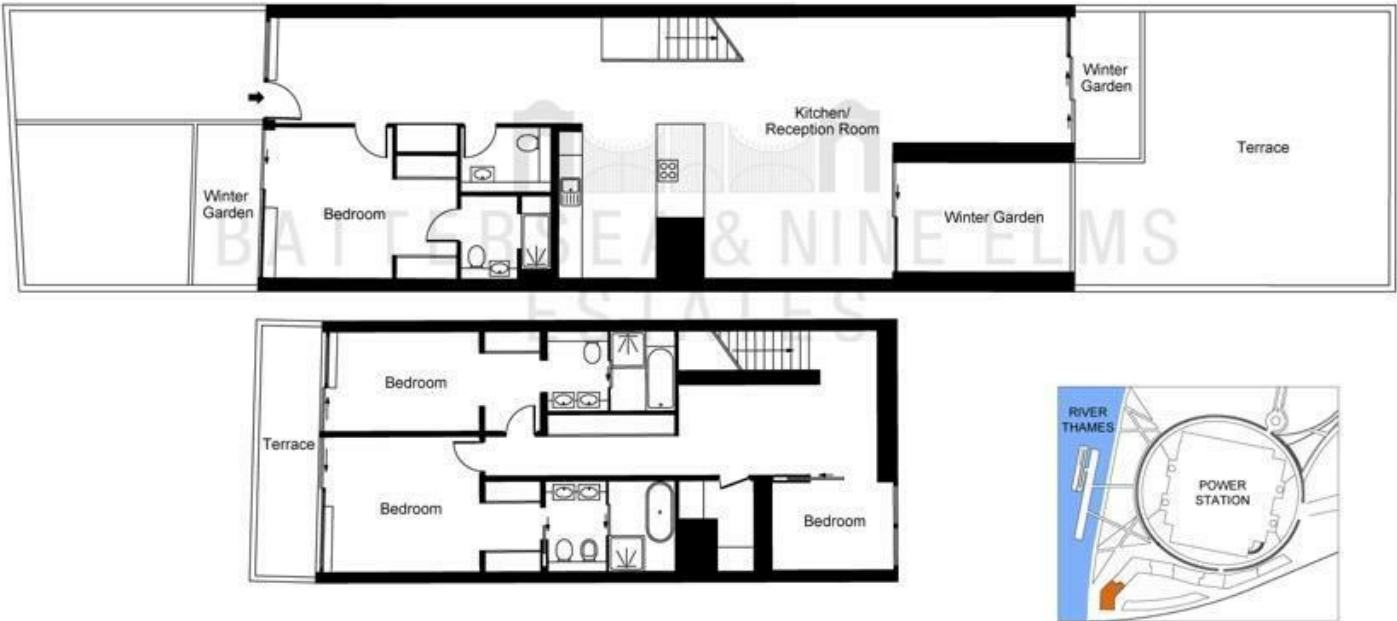 Winter
Garden
Kitchen/
Reception Room
Terrace
Winter
Garden
Bedroom
Winter Garden
BATTERSEA & NINE ELMS
ESTATES
Bedroom
Terrace
Bedroom
Bedroom
RIVER
THAMES
POWER
STATION